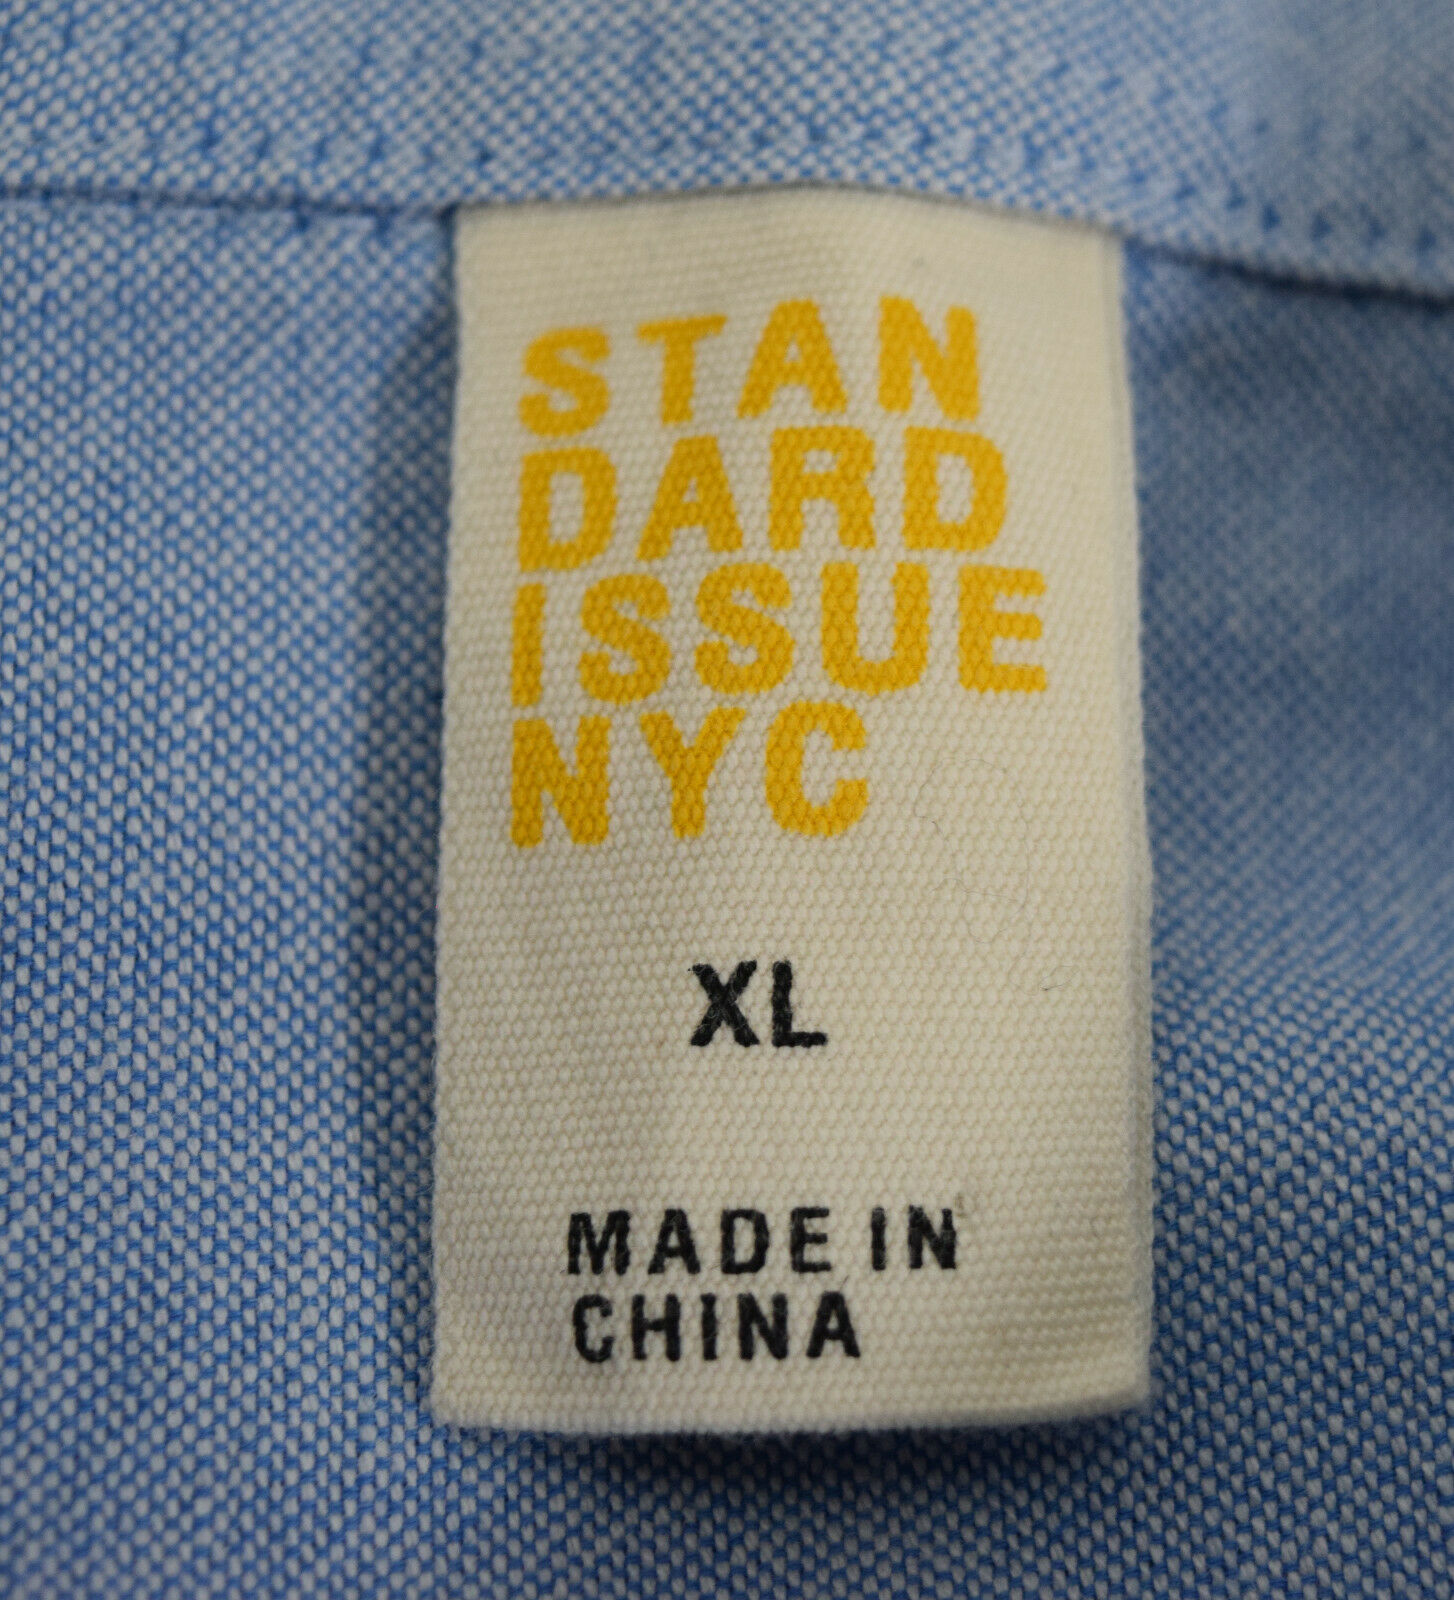 STAN
DARD
ISSUE
NYC
XL
MADE IN
CHINA